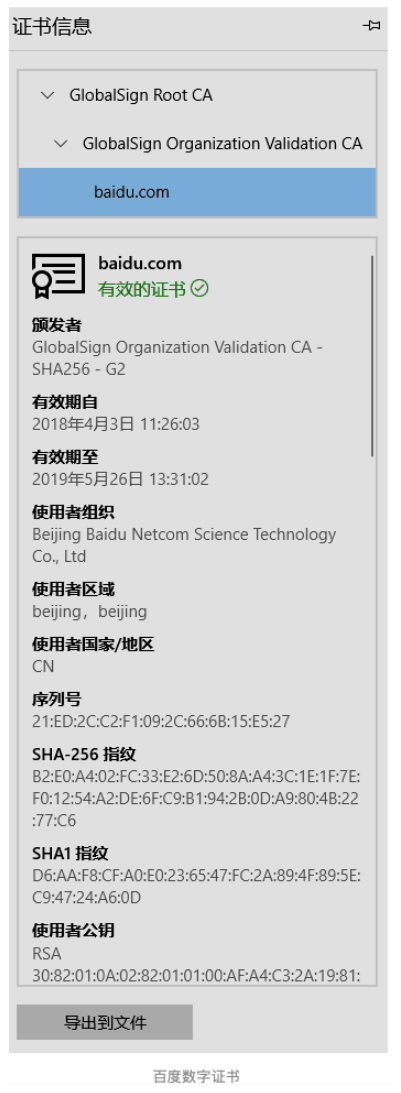 证书信息
GlobalSign Root CA
GlobalSign Organization Validation CA
baidu.com
baidu.com
有效的证书
颁发者
GlobalSign Organization Validation CA -
SHA256 - G2
有效期自
2018年4月3日 11:26:03
有效期至
2019年5月26日 13:31:02
使用者组织
Beijing Baidu Netcom Science Technology
Co., Ltd
使用者区域
beijing，beijing
使用者国家/地区
CN
序列号
21:ED:2C:C2:F1:09:2C:66:6B:15:E5:27
SHA-256 指纹
B2:E0:A4:02:FC:33:E2:6D:50:8A:A4:3C:1E:1F:7E:
F0:12:54:A2:DE:6F:C9:B1:94:2B:0D:A9:80:4B:22
:77:C6
SHA1 指纹
D6:AA:F8:CF:A0:E0:23:65:47:FC:2A:89:4F:89:5E:
C9:47:24:A6:0D
使用者公钥
RSA
30:82:01:0A:02:82:01:01:00:AF:A4:C3:2A:19:81:
导出到文件
百度数字证书